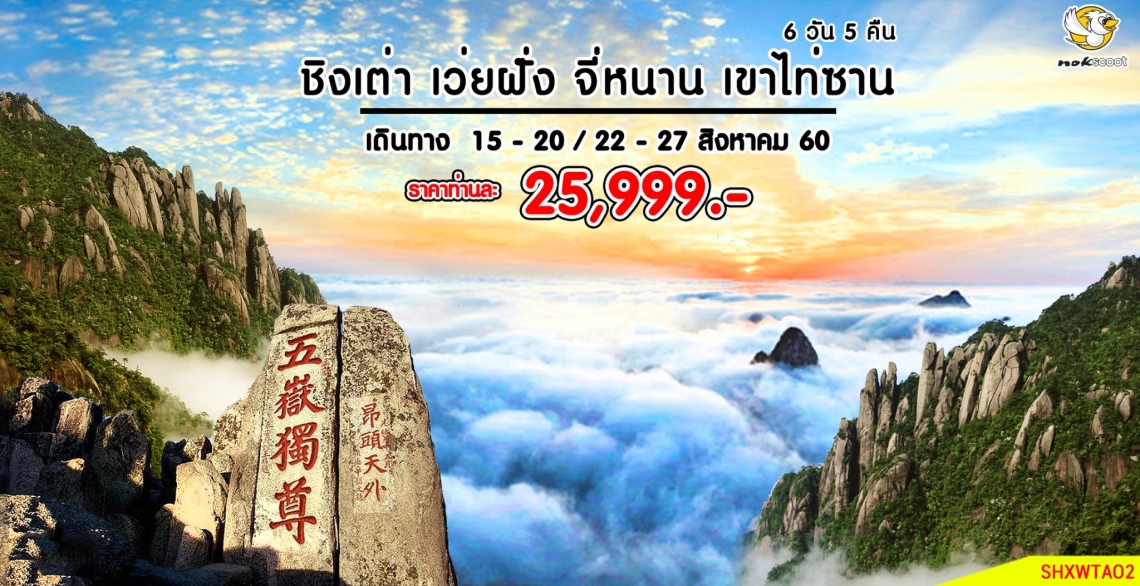 6 วัน 5 คืน
nokscoot
ชิงเต่า เว่ยฝั่ง จี่หนาน เขาไท่ซาน
เดินทาง 15 - 20 / 22 - 27 สิงหาคม 60
ราคาท่านละ 25,999.-
五嶽獨尊
昂頭天外
SHXWTAO2